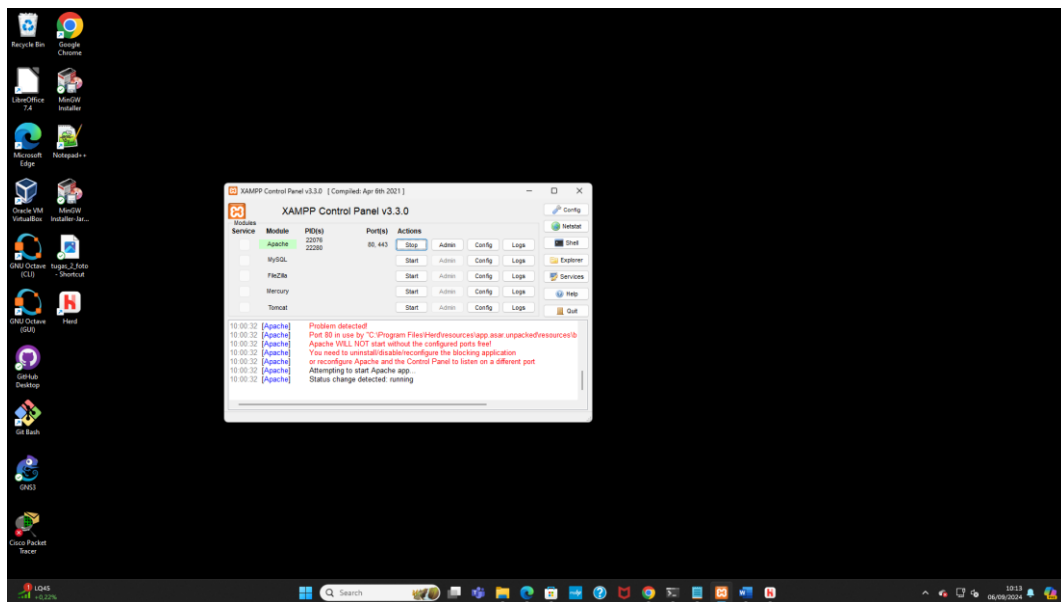 Recycle Bin
Google
Chrome
LibreOffice
7.4
MinGW
Installer
Microsoft
Edge
Notepad++
Oracle VM
VirtualBox
MinGW
Installer-Jar...
GNU Octave
(CLI)
tugas_2_foto
- Shortcut
GNU Octave
(GUI)
Herd
GitHub
Desktop
Git Bash
GNS3
Cisco Packet
Tracer
XAMPP Control Panel v3.3.0 [ Compiled: Apr 6th 2021 ]
XAMPP Control Panel v3.3.0
Config
Modules
Service Module PID(s) Port(s) Actions
Netstat
Apache 22076 22260 80, 443 Stop Admin Config Logs
Shell
MySQL Start Admin Config Logs
Explorer
FileZilla Start Admin Config Logs
Services
Mercury Start Admin Config Logs
Help
Tomcat Start Admin Config Logs
Quit
10:00:32 [Apache] Problem detected!
10:00:32 [Apache] Port 80 in use by "C:\Program Files\Herd\resources\app.asar.unpacked\resources\b
10:00:32 [Apache] Apache WILL NOT start without the configured ports free!
10:00:32 [Apache] You need to uninstall/disable/reconfigure the blocking application
10:00:32 [Apache] or reconfigure Apache and the Control Panel to listen on a different port
10:00:32 [Apache] Attempting to start Apache app...
10:00:32 [Apache] Status change detected: running
LQ45
+0,22%
Search
10:13
06/09/2024